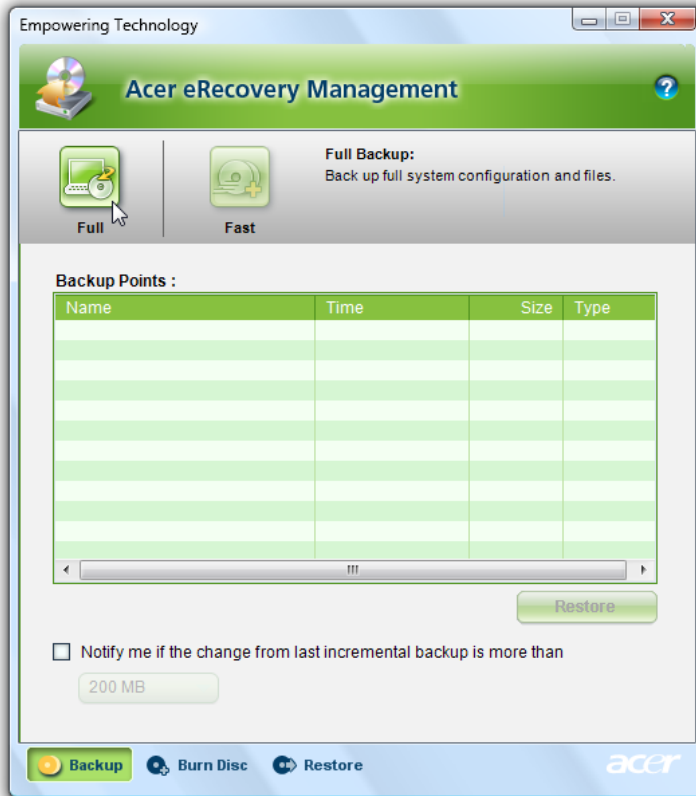 Empowering Technology
Acer eRecovery Management
?
Full
Fast
Full Backup:
Back up full system configuration and files.
Backup Points :
Name Time Size Type
Restore
Notify me if the change from last incremental backup is more than
200 MB
Backup Burn Disc Restore acer